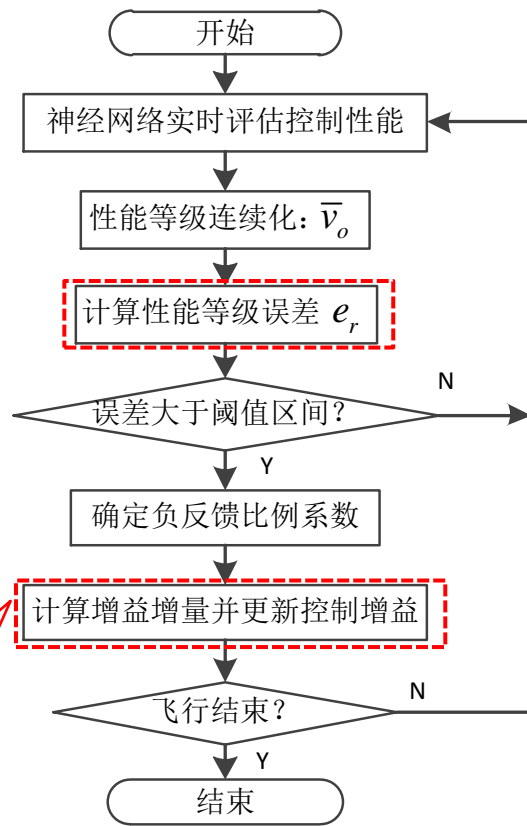 开始
神经网络实时评估控制性能
性能等级连续化: v̅ₒ
计算性能等级误差 eᵣ
N
误差大于阈值区间?
Y
确定负反馈比例系数
计算增益增量并更新控制增益
N
飞行结束?
Y
结束